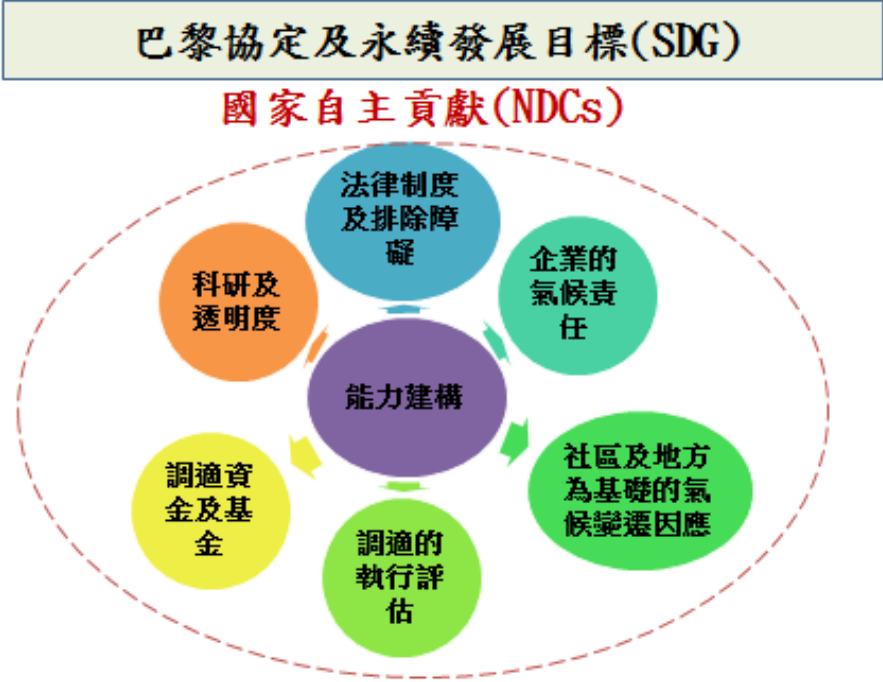 巴黎協定及永續發展目標(SDG)
國家自主貢獻(NDCs)
法律制度
及排除障
礙
企業的
氣候責
任
科研及
透明度
能力建構
社區及地方
為基礎的氣
候變遷因應
調適資
金及基
金
調適的
執行評
估